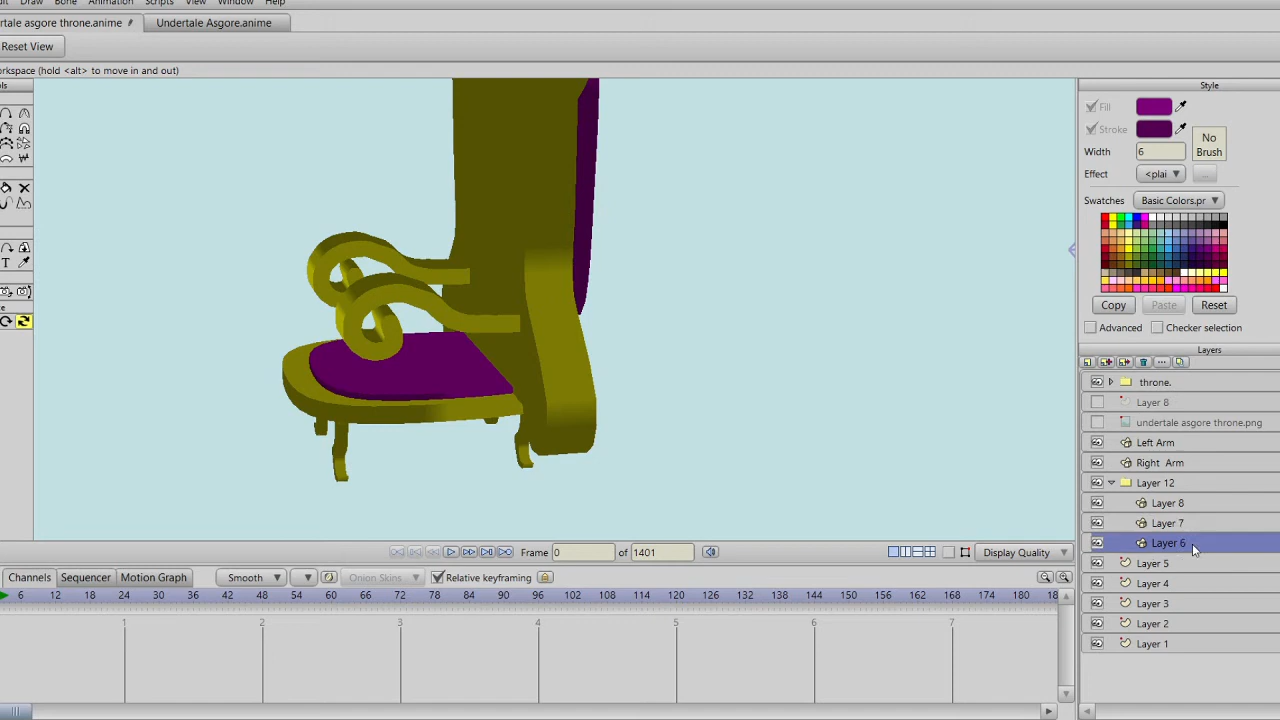 Draw Bone Animation Scripts View Window Help
rtale asgore throne.anime Undertale Asgore.anime
Reset View
orkspace (hold <alt> to move in and out)
ols
T
Style
Fill
Stroke
No Brush
Width 6
Effect <plai ...
Swatches Basic Colors.pr
Copy Paste Reset
Advanced Checker selection
Layers
throne.
Layer 8
undertale asgore throne.png
Left Arm
Right Arm
Layer 12
Layer 8
Layer 7
Layer 6
Layer 5
Layer 4
Layer 3
Layer 2
Layer 1
Frame 0 of 1401 Display Quality
Channels Sequencer Motion Graph Smooth Onion Skins Relative keyframing
6 12 18 24 30 36 42 48 54 60 66 72 78 84 90 96 102 108 114 120 126 132 138 144 150 156 162 168 174 180 18
1 2 3 4 5 6 7